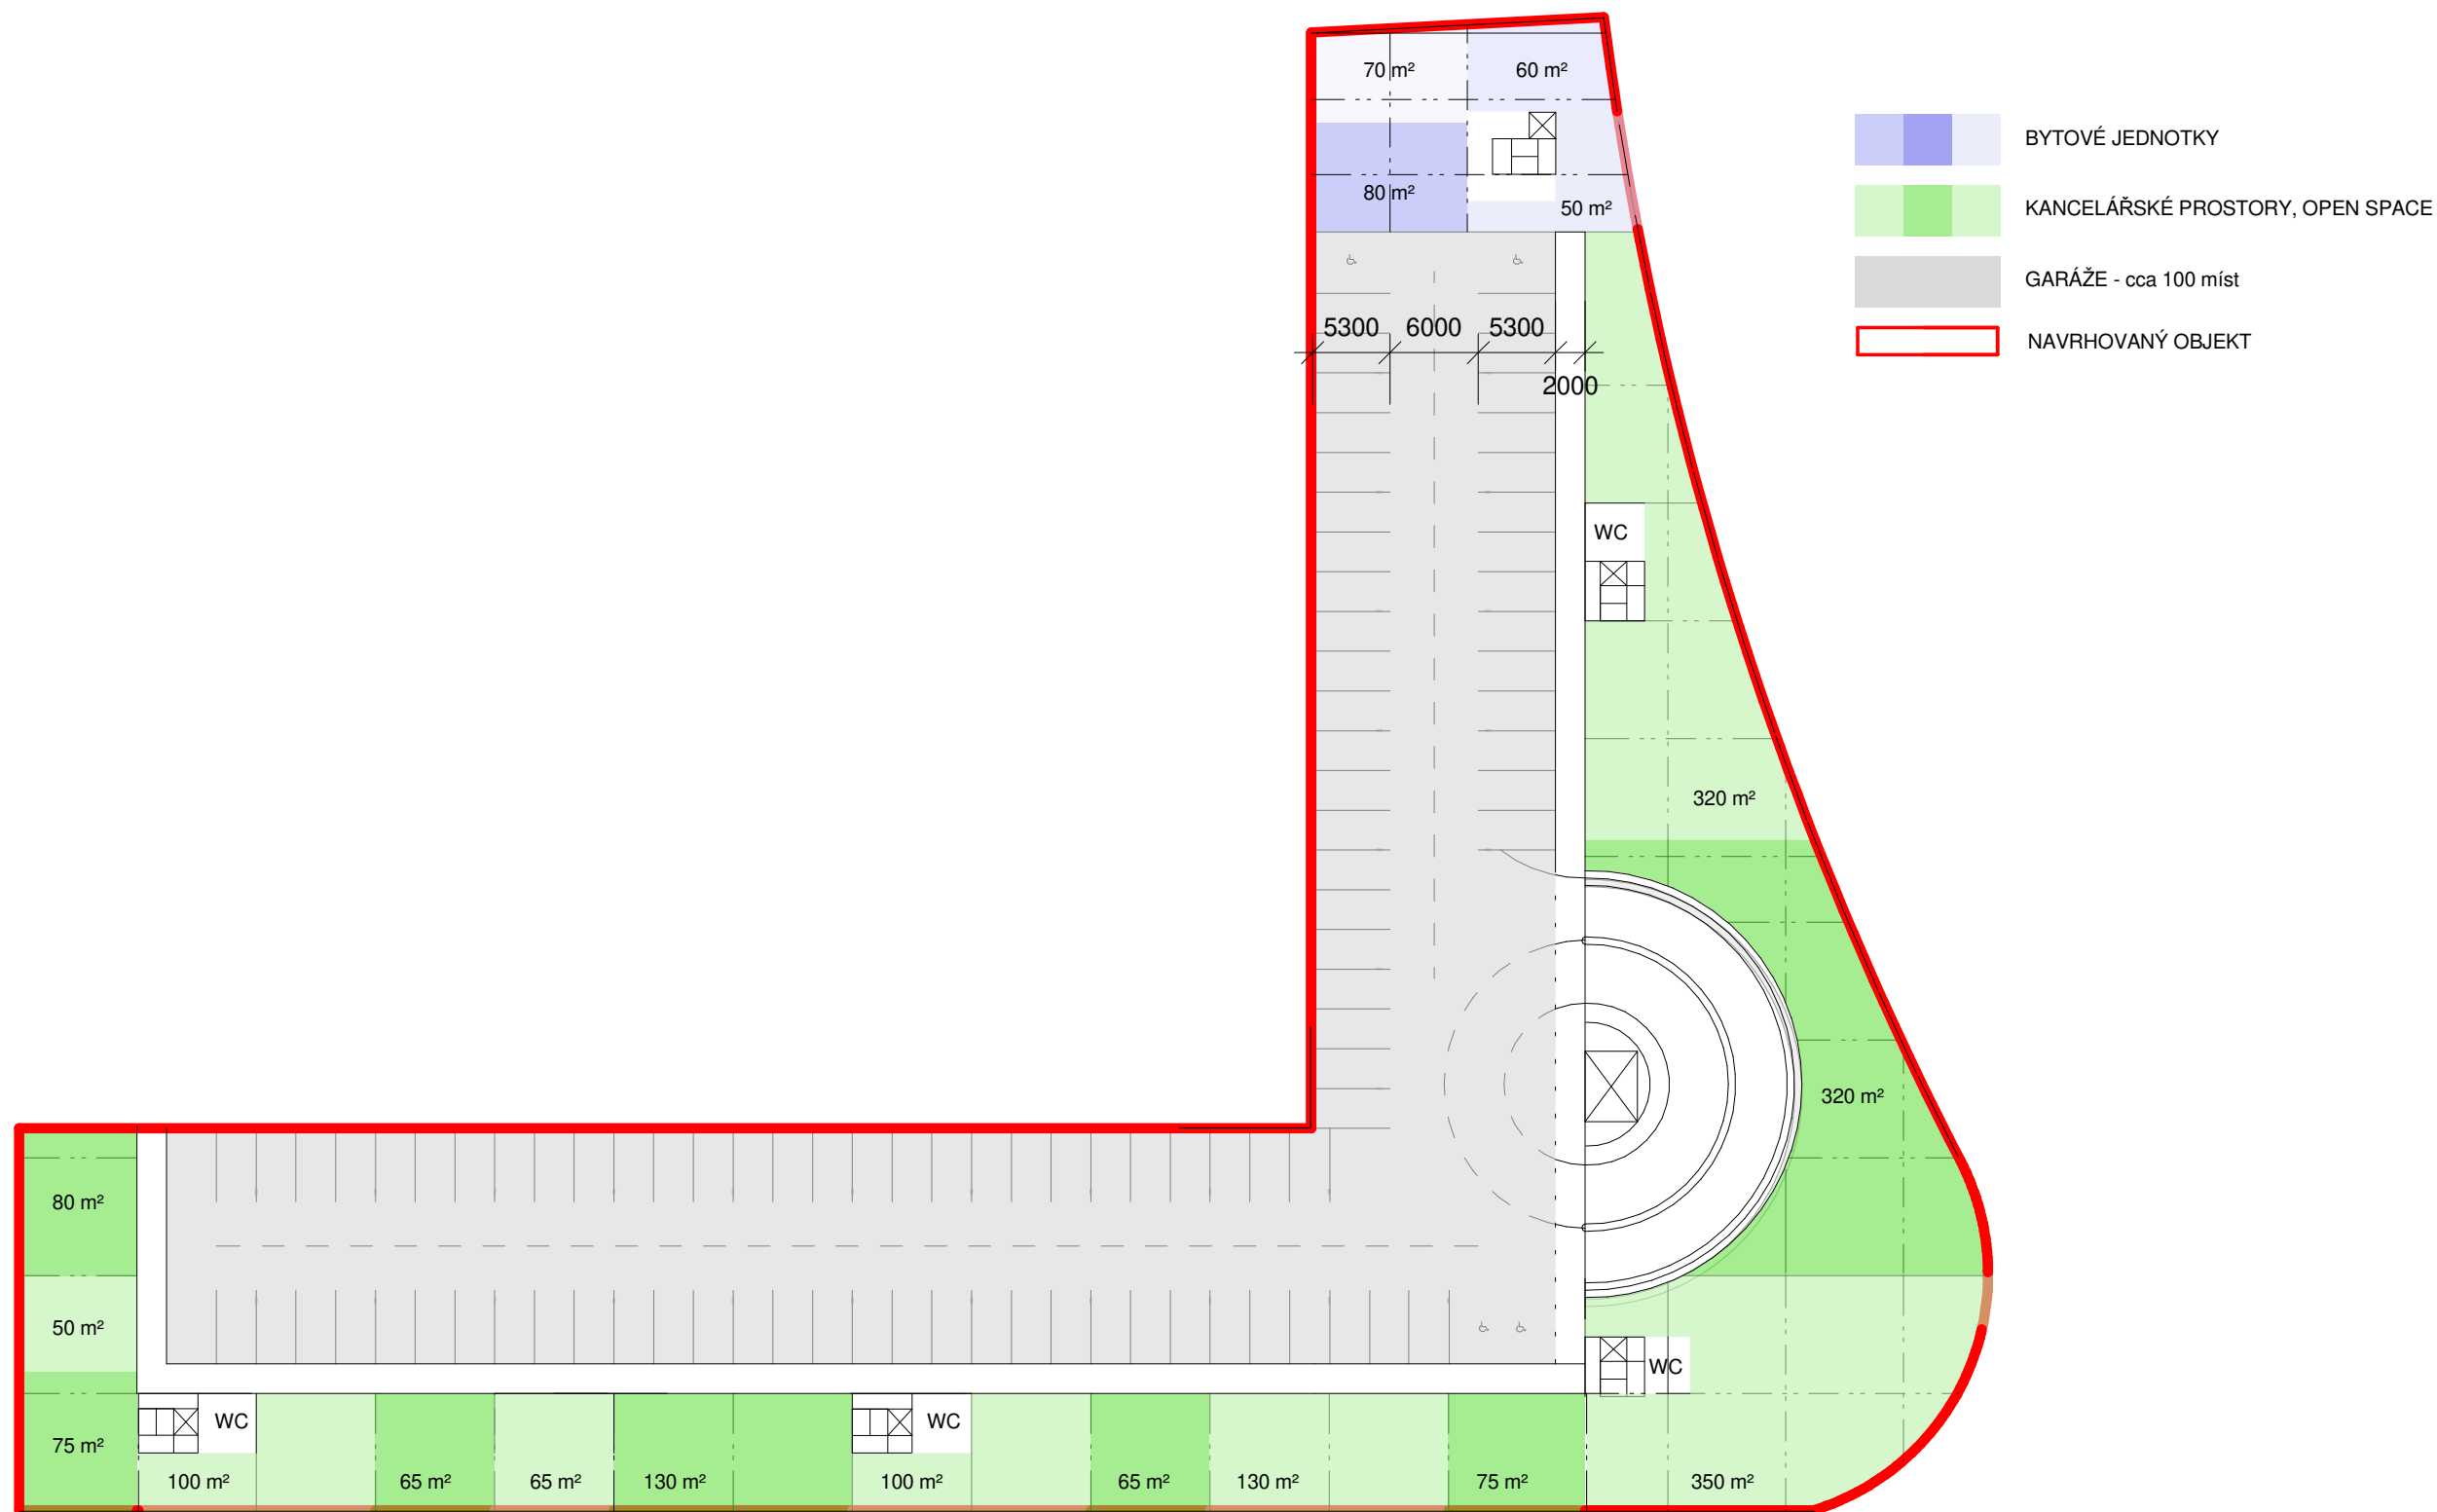 70 m² 60 m²
BYTOVÉ JEDNOTKY
80 m²
50 m²
KANCELÁŘSKÉ PROSTORY, OPEN SPACE
GARÁŽE - cca 100 míst
5300 6000 5300
NAVRHOVANÝ OBJEKT
2000
WC
320 m²
320 m²
80 m²
50 m²
WC
WC WC
75 m²
100 m² 65 m² 65 m² 130 m² 100 m² 65 m² 130 m² 75 m² 350 m²